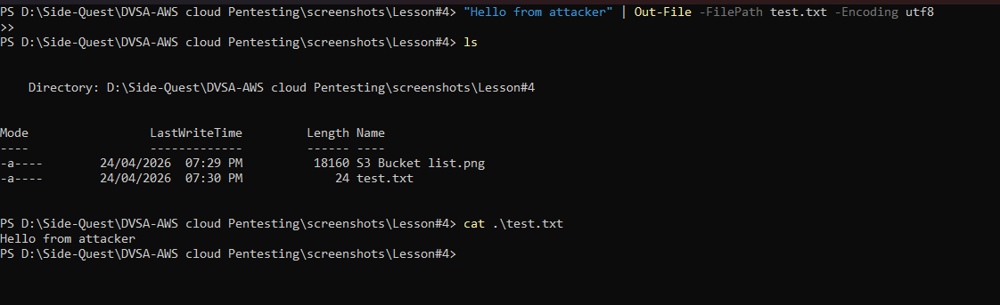 PS D:\Side-Quest\DVSA-AWS cloud Pentesting\screenshots\Lesson#4> "Hello from attacker" | Out-File -FilePath test.txt -Encoding utf8
>>
PS D:\Side-Quest\DVSA-AWS cloud Pentesting\screenshots\Lesson#4> ls
Directory: D:\Side-Quest\DVSA-AWS cloud Pentesting\screenshots\Lesson#4
Mode LastWriteTime Length Name
---- ------------- ------ ----
-a---- 24/04/2026 07:29 PM 18160 S3 Bucket list.png
-a---- 24/04/2026 07:30 PM 24 test.txt
PS D:\Side-Quest\DVSA-AWS cloud Pentesting\screenshots\Lesson#4> cat .\test.txt
Hello from attacker
PS D:\Side-Quest\DVSA-AWS cloud Pentesting\screenshots\Lesson#4>